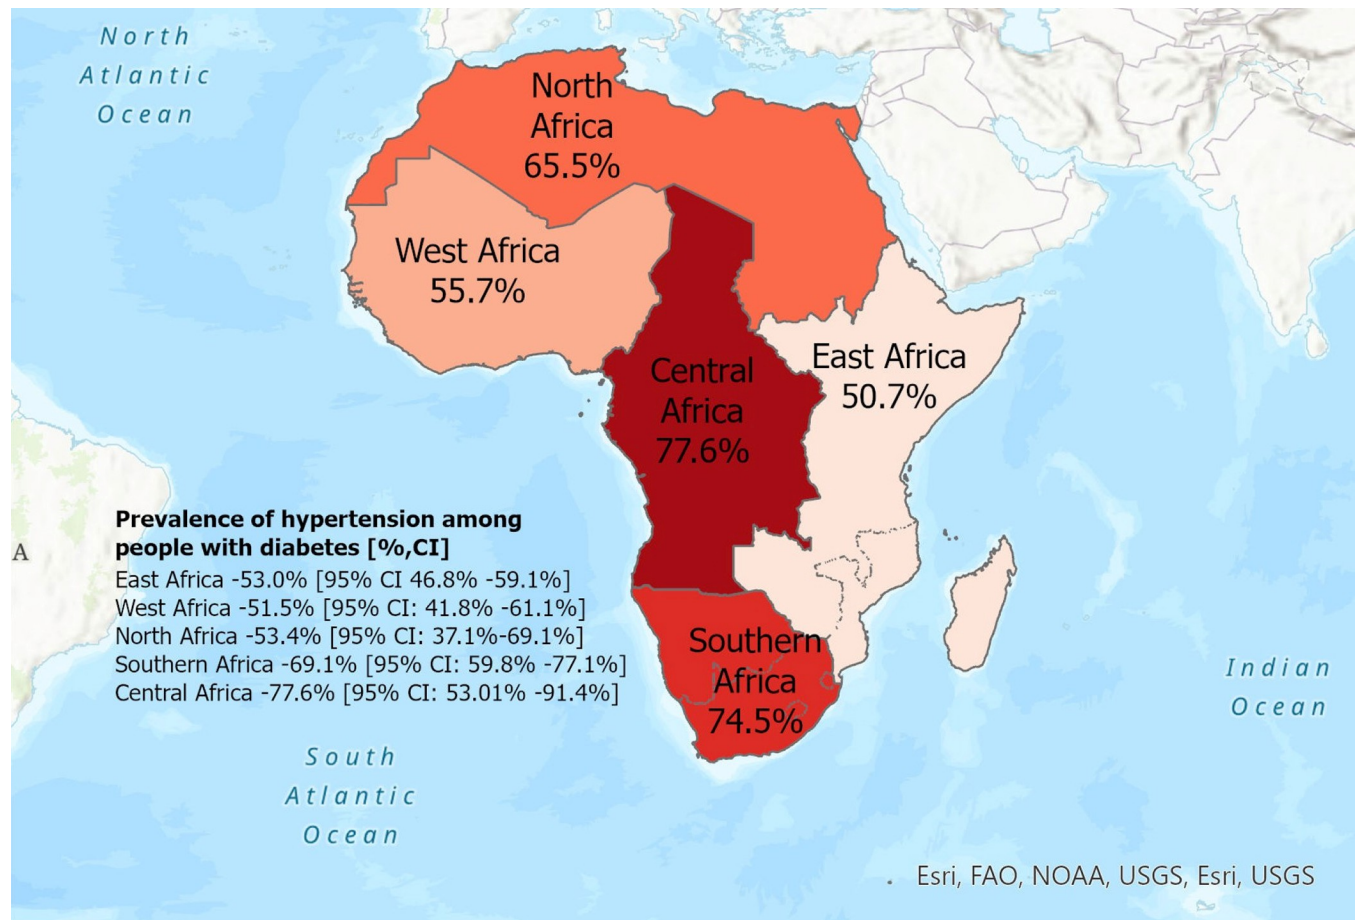 North
Atlantic
Ocean
North
Africa
65.5%
West Africa
55.7%
Central
Africa
77.6%
East Africa
50.7%
Prevalence of hypertension among
people with diabetes [%,CI]
East Africa -53.0% [95% CI 46.8% -59.1%]
West Africa -51.5% [95% CI: 41.8% -61.1%]
North Africa -53.4% [95% CI: 37.1%-69.1%]
Southern Africa -69.1% [95% CI: 59.8% -77.1%]
Central Africa -77.6% [95% CI: 53.01% -91.4%]
A
Southern
Africa
74.5%
Indian
Ocean
South
Atlantic
Ocean
Esri, FAO, NOAA, USGS, Esri, USGS